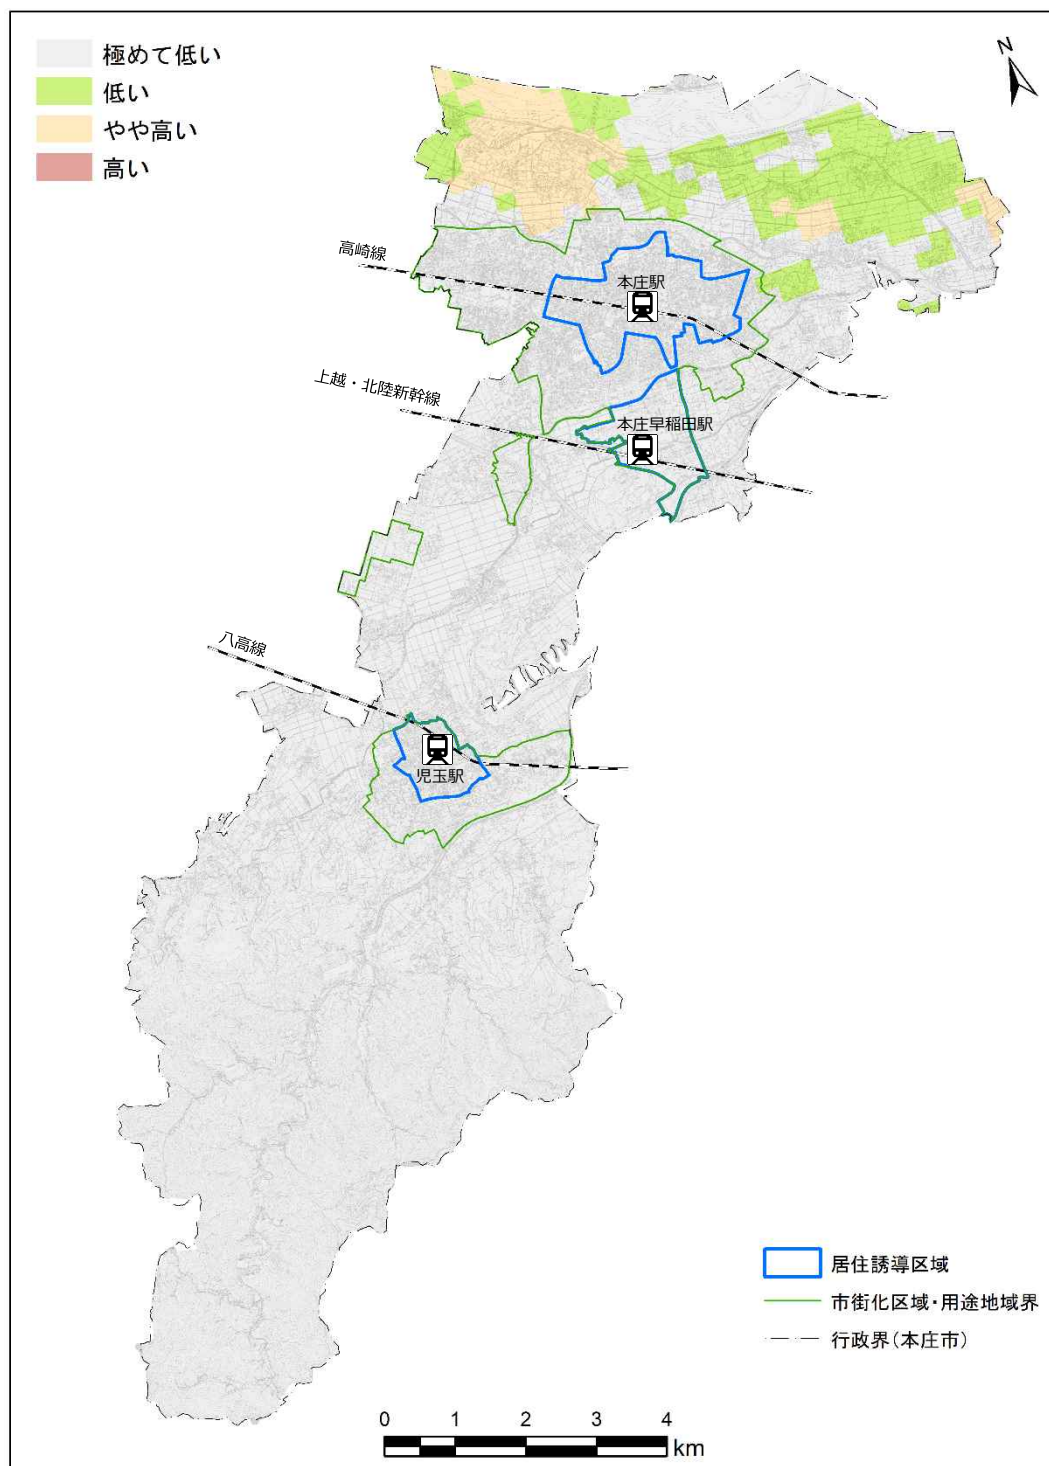 極めて低い
低い
やや高い
高い
N
高崎線
本庄駅
上越・北陸新幹線
本庄早稲田駅
八高線
児玉駅
居住誘導区域
市街化区域・用途地域界
行政界（本庄市）
0 1 2 3 4
km